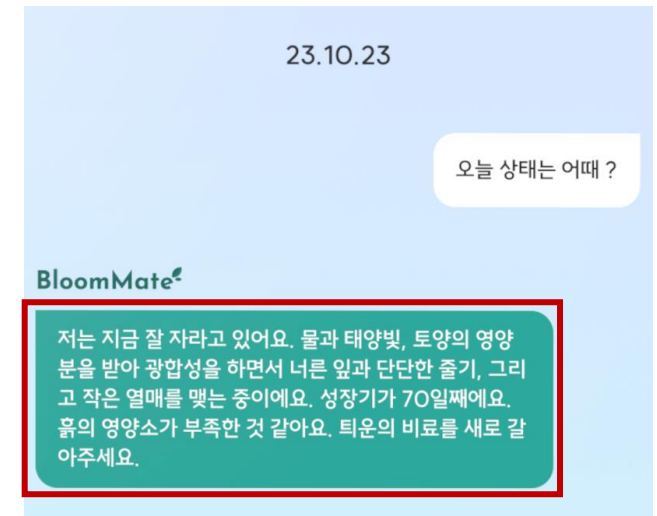 23.10.23
오늘 상태는 어때 ?
BloomMate
저는 지금 잘 자라고 있어요. 물과 태양빛, 토양의 영양
분을 받아 광합성을 하면서 너른 잎과 단단한 줄기, 그리
고 작은 열매를 맺는 중이에요. 성장기가 70일째에요.
흙의 영양소가 부족한 것 같아요. 틔운의 비료를 새로 갈
아주세요.